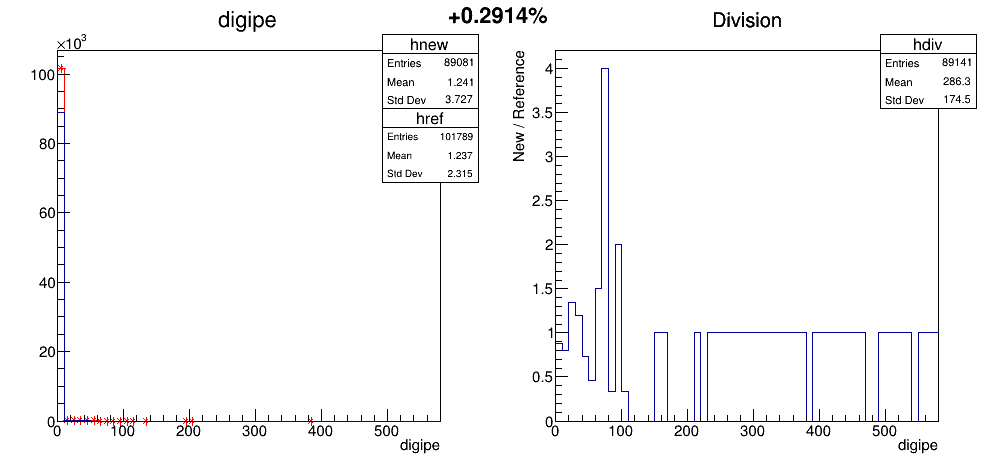 digipe
+0.2914%
Division
×10³
hnew
Entries 89081
Mean 1.241
Std Dev 3.727
href
Entries 101789
Mean 1.237
Std Dev 2.315
100
80
60
40
20
0
0 100 200 300 400 500
digipe
hdiv
Entries 89141
Mean 286.3
Std Dev 174.5
New / Reference
4
3.5
3
2.5
2
1.5
1
0.5
0
0 100 200 300 400 500
digipe